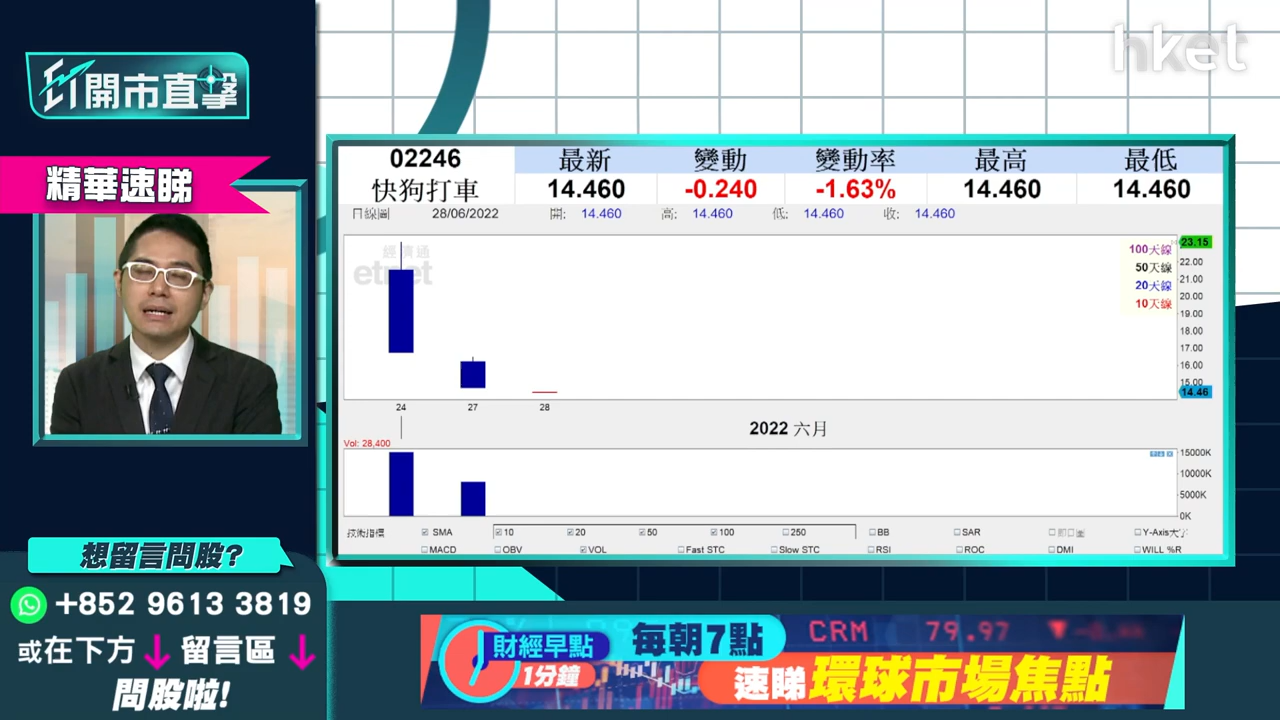 hket
ET開市直擊
精華速睇
02246
快狗打車
最新 變動 變動率 最高 最低
14.460 -0.240 -1.63% 14.460 14.460
日線圖 28/06/2022 開: 14.460 高: 14.460 低: 14.460 收: 14.460
經濟通
etnet
100天線
50天線
20天線
10天線
23.15
22.00
21.00
20.00
19.00
18.00
17.00
16.00
15.00
14.46
24 27 28
2022 六月
Vol: 28,400
15000K
10000K
5000K
0K
技術指標 SMA 10 20 50 100 250 BB SAR Y-Axis大字
MACD OBV VOL Fast STC Slow STC RSI ROC DMI WILL %R
想留言問股?
+852 9613 3819
或在下方 留言區
問股啦!
財經早點
1分鐘
每朝7點
速睇環球市場焦點
CRM 79.97